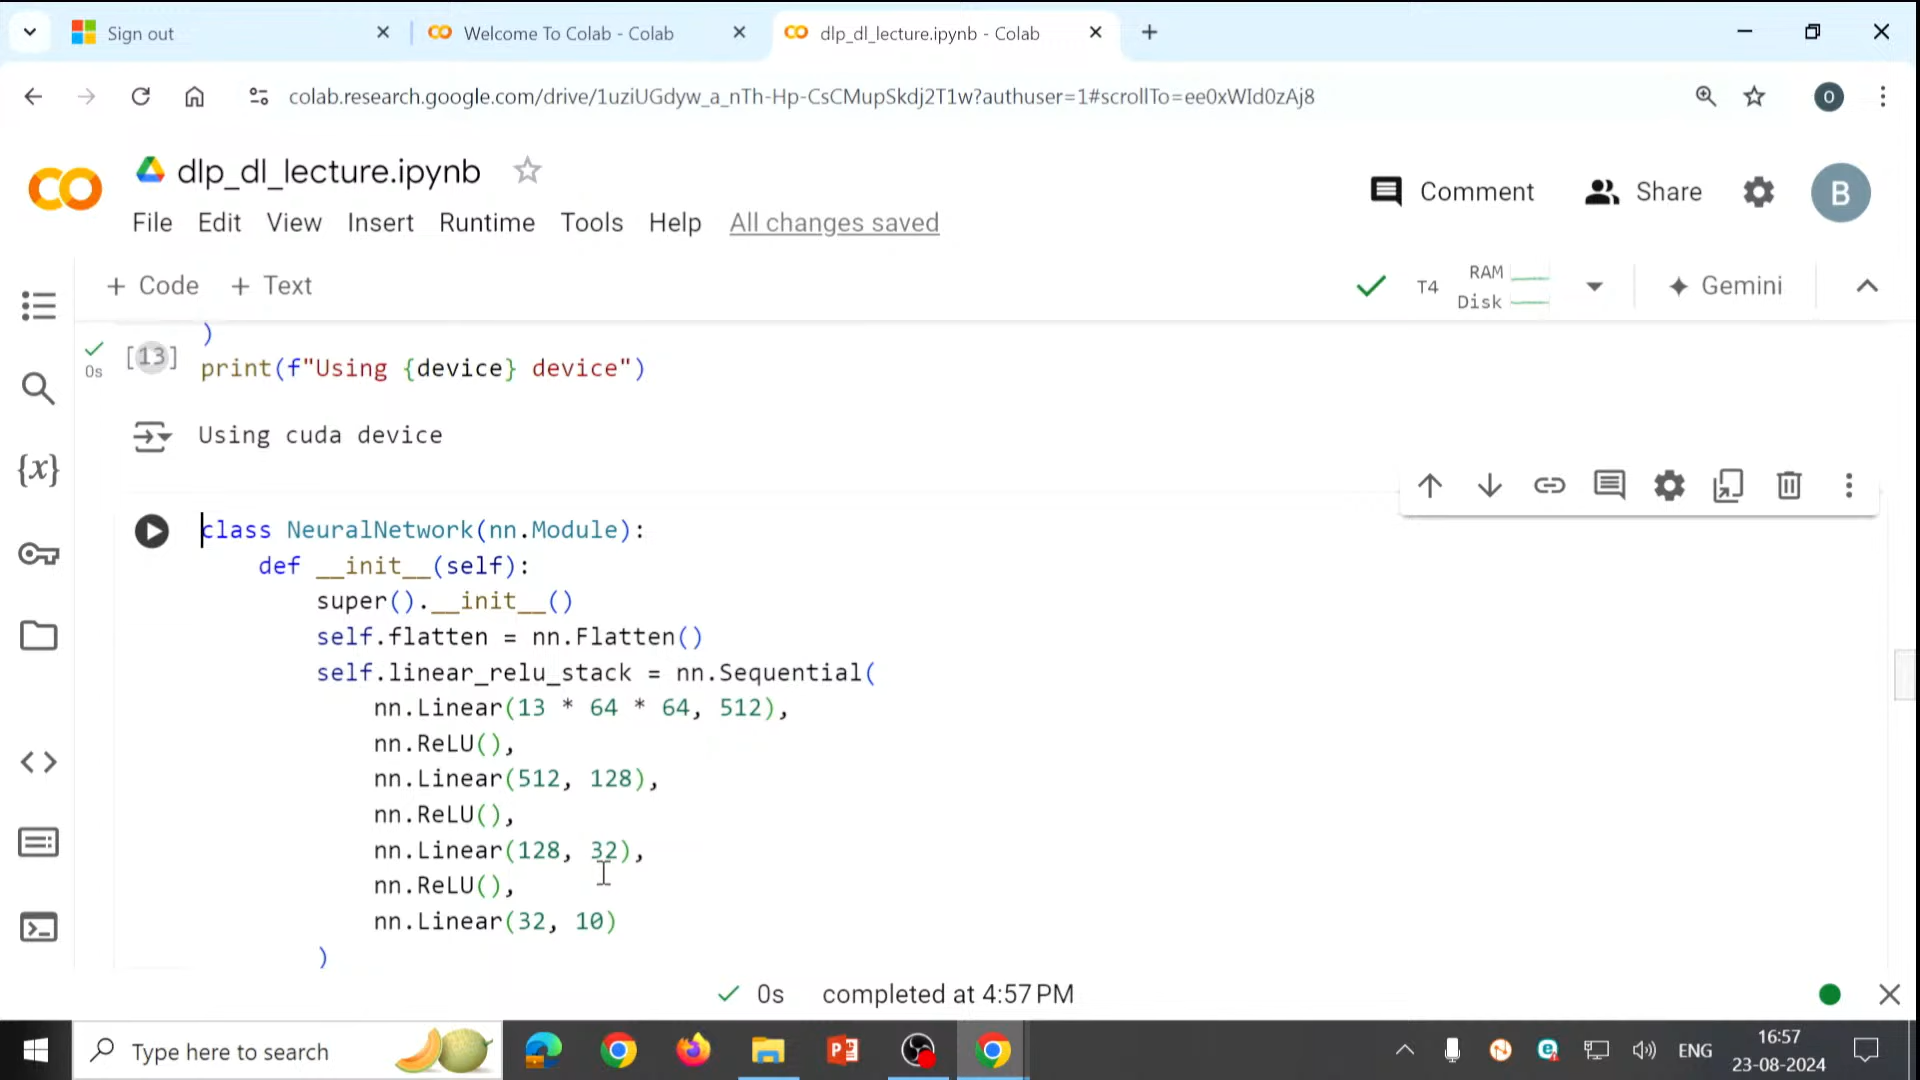 Sign out
Welcome To Colab - Colab
dlp_dl_lecture.ipynb - Colab
colab.research.google.com/drive/1uziUGdyw_a_nTh-Hp-CsCMupSkdj2T1w?authuser=1#scrollTo=ee0xWId0zAj8
O
CO
dlp_dl_lecture.ipynb
Comment
Share
B
File Edit View Insert Runtime Tools Help All changes saved
+ Code + Text
T4
RAM
Disk
Gemini
)
[13]
0s
print(f"Using {device} device")
Using cuda device
{x}
class NeuralNetwork(nn.Module):
def __init__(self):
super().__init__()
self.flatten = nn.Flatten()
self.linear_relu_stack = nn.Sequential(
nn.Linear(13 * 64 * 64, 512),
nn.ReLU(),
nn.Linear(512, 128),
nn.ReLU(),
nn.Linear(128, 32),
nn.ReLU(),
nn.Linear(32, 10)
)
0s completed at 4:57 PM
Type here to search
ENG
16:57
23-08-2024